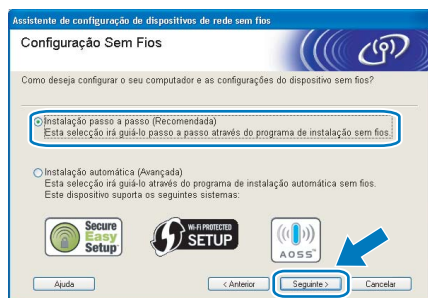 Assistente de configuração de dispositivos de rede sem fios
Configuração Sem Fios
Como deseja configurar o seu computador e as configurações do dispositivo sem fios?
Instalação passo a passo (Recomendada)
Esta selecção irá guiá-lo passo a passo através do programa de instalação sem fios.
Instalação automática (Avançada)
Esta selecção irá guiá-lo através do programa de instalação automática sem fios.
Este dispositivo suporta os seguintes sistemas:
Secure
Easy
Setup
WI-FI PROTECTED
SETUP
AOSS
Ajuda
< Anterior
Seguinte >
Cancelar